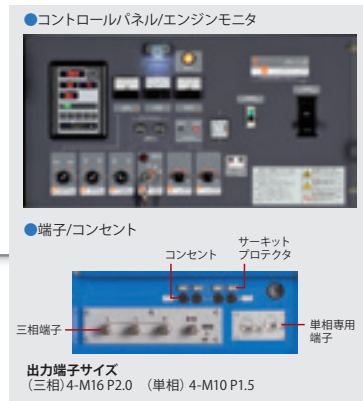 ●コントロールパネル/エンジンモニタ
●端子/コンセント
コンセント
サーキット
プロテクタ
三相端子
単相専用
端子
出力端子サイズ
(三相)4-M16 P2.0 (単相) 4-M10 P1.5